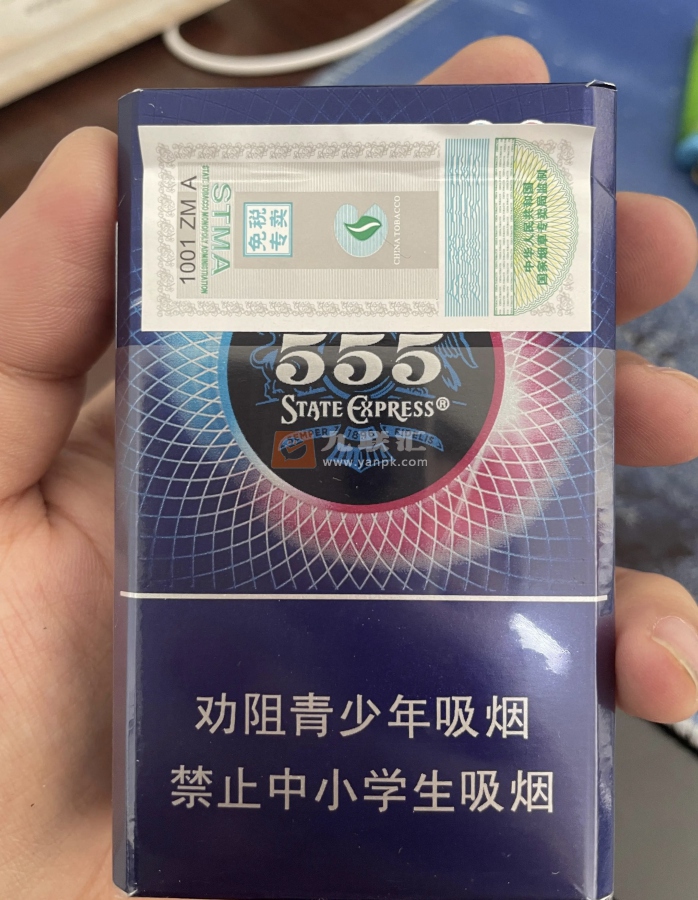 1001 ZM A
STATE TOBACCO MONOPOLY ADMINISTRATION
STMA
免税
专卖
CHINA TOBACCO
中华人民共和国
国家烟草专卖局监制
555
STATE EXPRESS®
SEMPER FIDELIS
www.yanpk.com
劝阻青少年吸烟
禁止中小学生吸烟